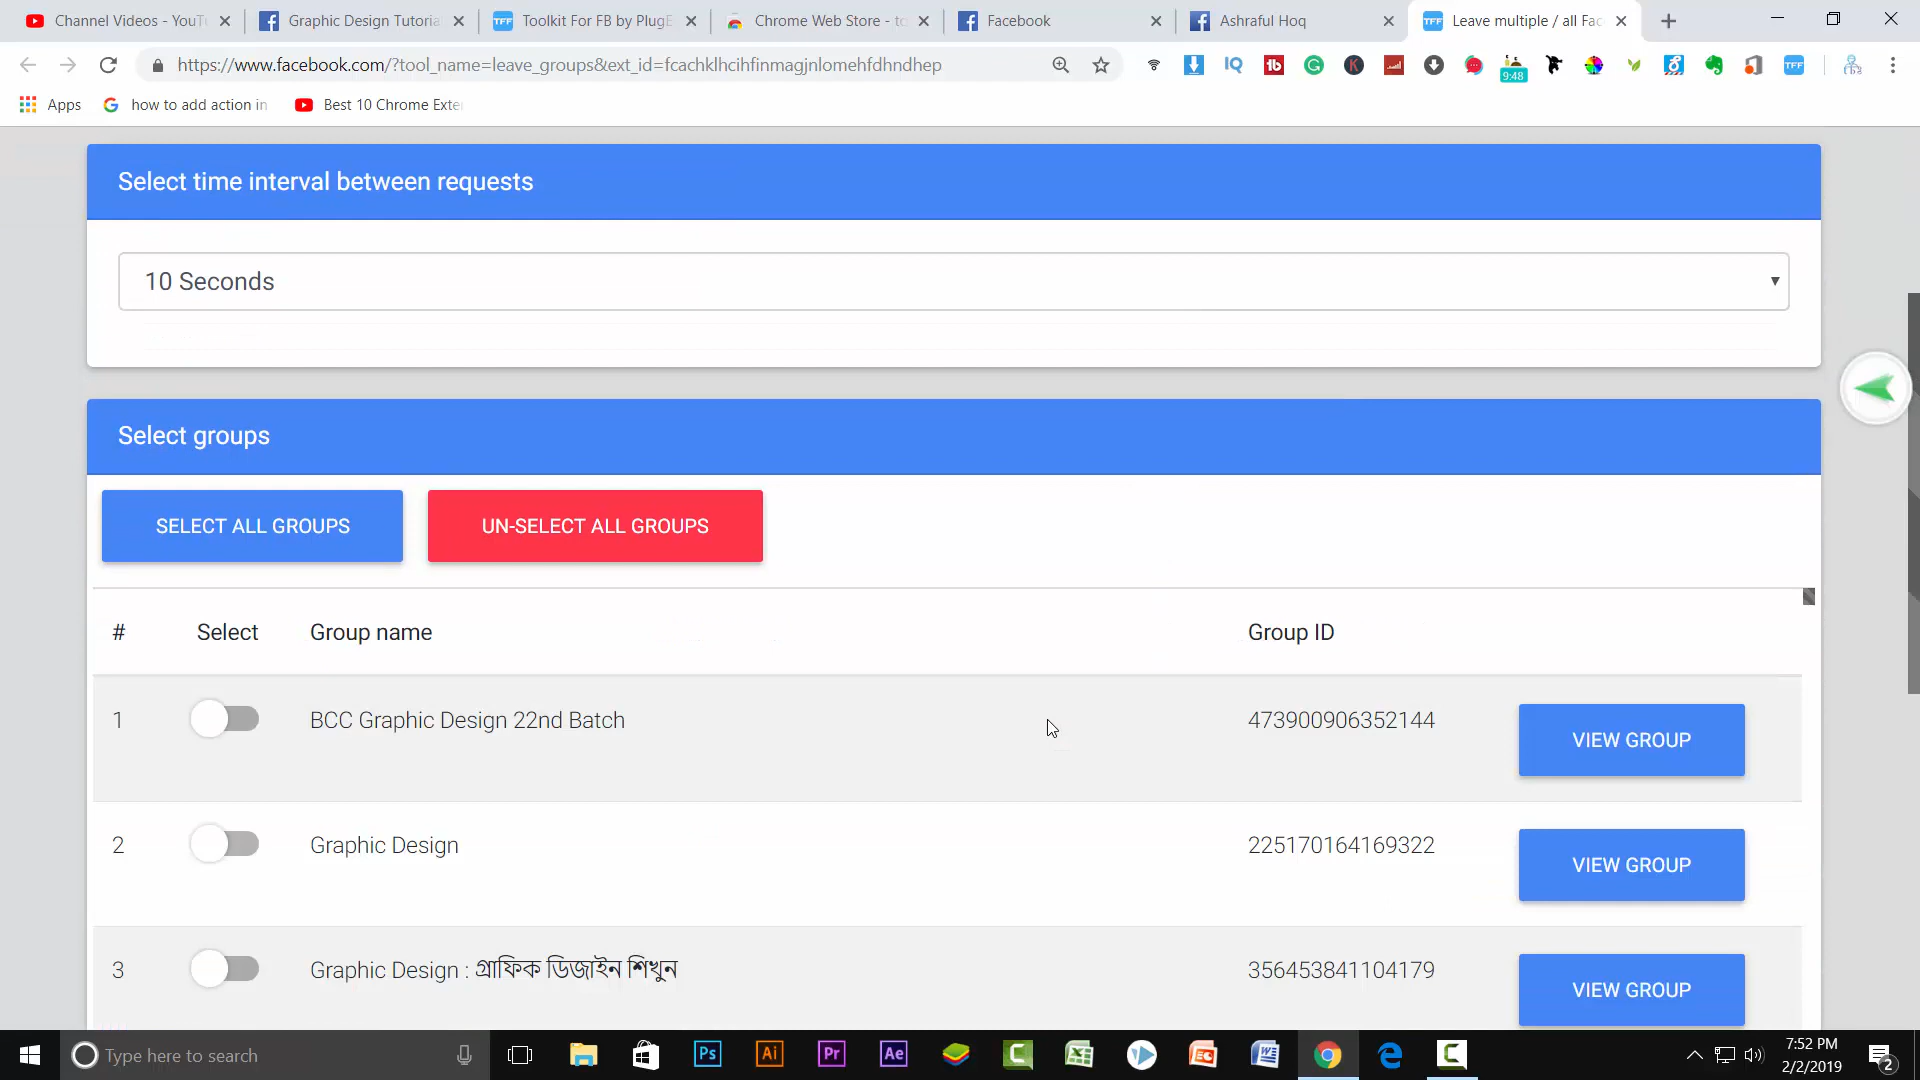 Channel Videos - YouT
Graphic Design Tutoria
Toolkit For FB by PlugE
Chrome Web Store - to
Facebook
Ashraful Hoq
Leave multiple / all Fac
https://www.facebook.com/?tool_name=leave_groups&ext_id=fcachklhcihfinmagjnlomehfdhndhep
9:48
Apps
how to add action in
Best 10 Chrome Exte
Select time interval between requests
10 Seconds
Select groups
SELECT ALL GROUPS
UN-SELECT ALL GROUPS
# Select Group name Group ID
1 BCC Graphic Design 22nd Batch 473900906352144 VIEW GROUP
2 Graphic Design 225170164169322 VIEW GROUP
3 Graphic Design : গ্রাফিক ডিজাইন শিখুন 356453841104179 VIEW GROUP
Type here to search
7:52 PM
2/2/2019
2